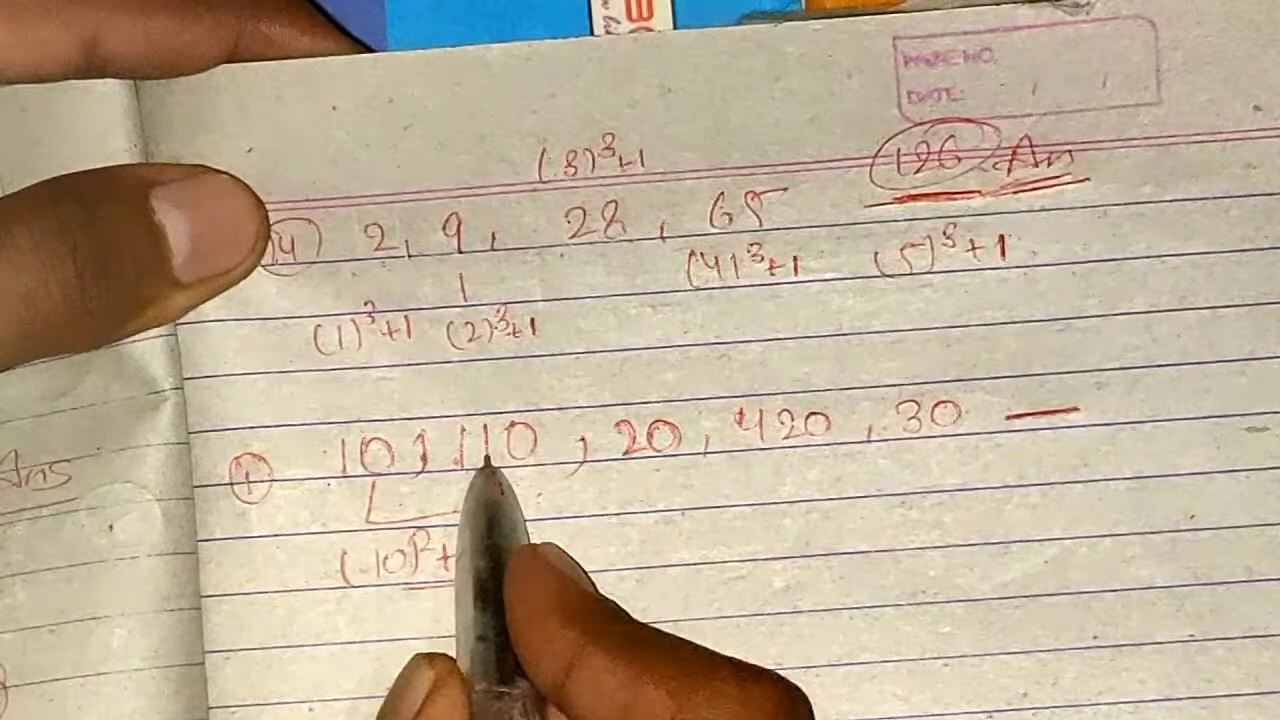 PAGE NO.
DATE: / /
(3)³+1
14 2, 9, 28, 65 126 Ans
(4)³+1 (5)³+1
(1)³+1 (2)³+1
10, 110, 20, 420, 30 —
Ans
(10)²+